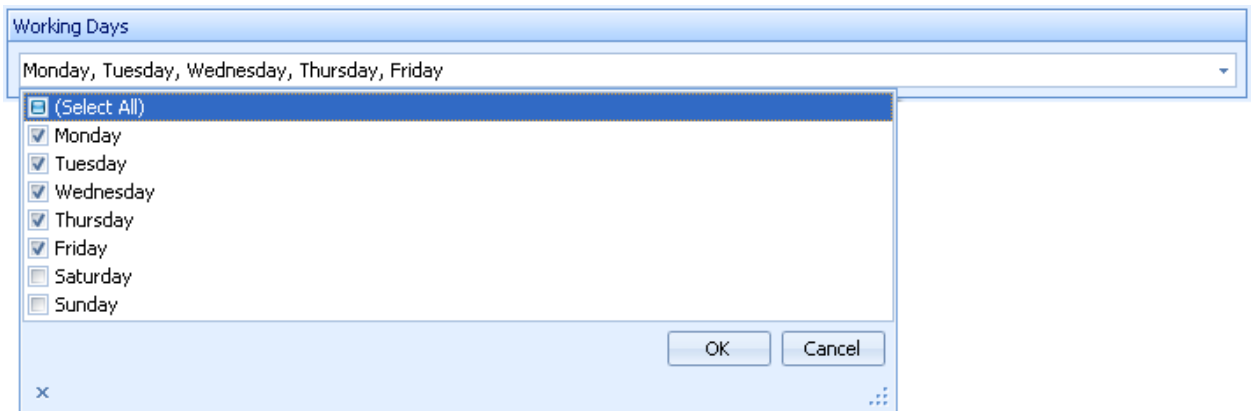 Working Days
Monday, Tuesday, Wednesday, Thursday, Friday
(Select All)
Monday
Tuesday
Wednesday
Thursday
Friday
Saturday
Sunday
OK Cancel